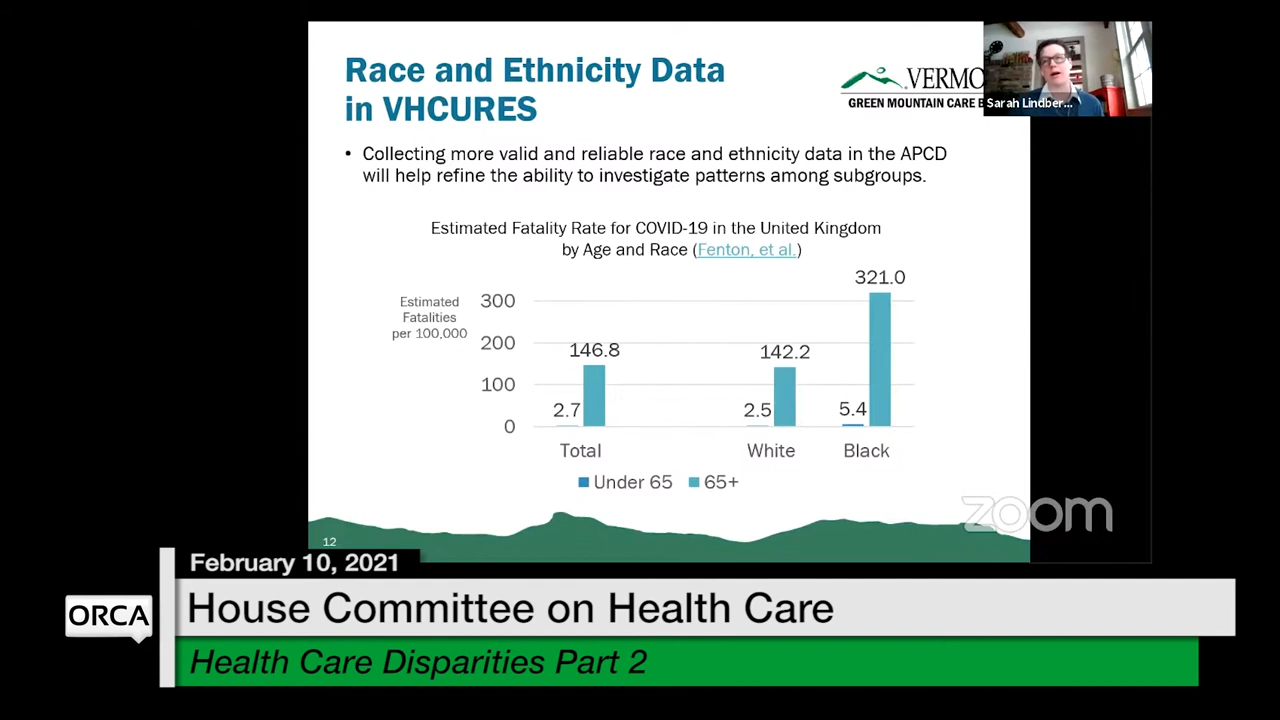 Race and Ethnicity Data
in VHCURES
VERMO
GREEN MOUNTAIN CARE B
Sarah Lindber...
• Collecting more valid and reliable race and ethnicity data in the APCD
will help refine the ability to investigate patterns among subgroups.
Estimated Fatality Rate for COVID-19 in the United Kingdom
by Age and Race (Fenton, et al.)
Estimated
Fatalities
per 100,000
300
200
100
0
2.7
146.8
2.5
142.2
5.4
321.0
Total
White
Black
Under 65
65+
zoom
12
February 10, 2021
ORCA
House Committee on Health Care
Health Care Disparities Part 2